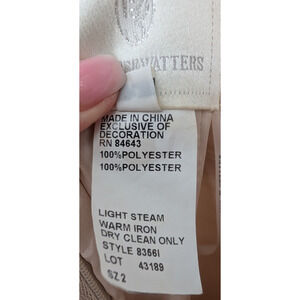 WATTERS
MADE IN CHINA
EXCLUSIVE OF
DECORATION
RN 84643
100%POLYESTER
100%POLYESTER
LIGHT STEAM
WARM IRON
DRY CLEAN ONLY
STYLE 8366I
LOT 43189
SZ 2